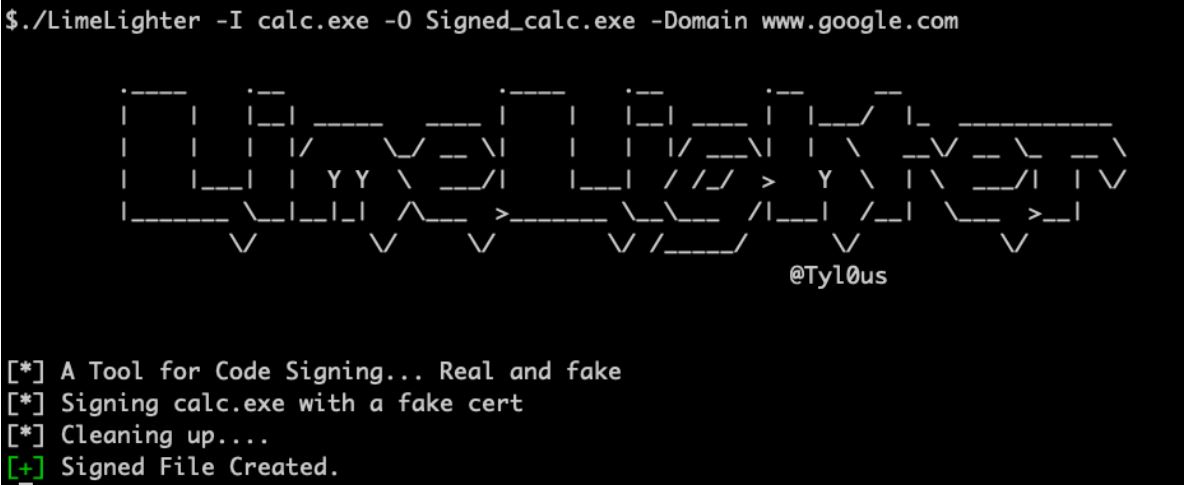 $./LimeLighter -I calc.exe -O Signed_calc.exe -Domain www.google.com
LimeLighter
@Tyl0us
[*] A Tool for Code Signing... Real and fake
[*] Signing calc.exe with a fake cert
[*] Cleaning up....
[+] Signed File Created.